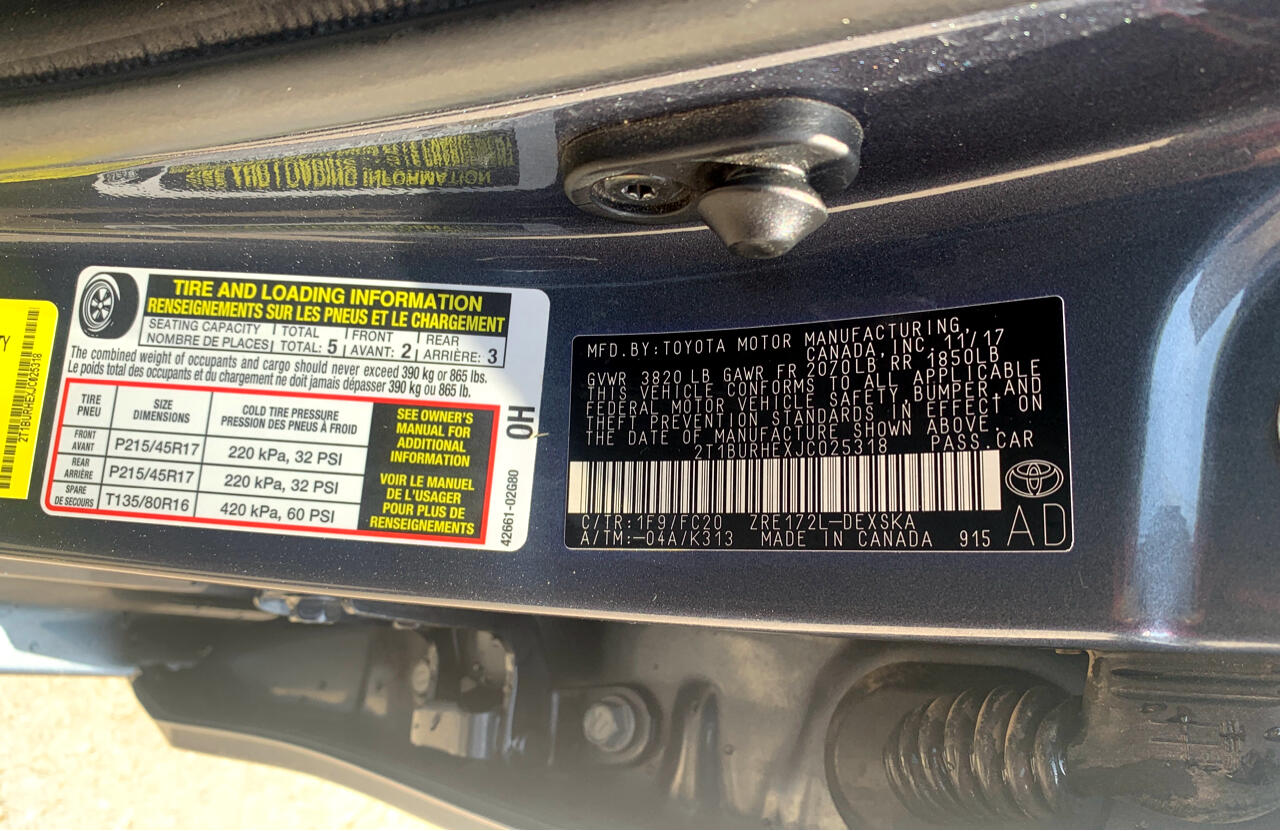 TY
2T1BURHEXJC025318
TIRE AND LOADING INFORMATION
RENSEIGNEMENTS SUR LES PNEUS ET LE CHARGEMENT
SEATING CAPACITY
NOMBRE DE PLACES
TOTAL
TOTAL: 5
FRONT
AVANT: 2
REAR
ARRIÈRE: 3
The combined weight of occupants and cargo should never exceed 390 kg or 865 lbs.
Le poids total des occupants et du chargement ne doit jamais dépasser 390 kg ou 865 lb.
TIRE
PNEU
SIZE
DIMENSIONS
COLD TIRE PRESSURE
PRESSION DES PNEUS À FROID
FRONT
AVANT
P215/45R17
220 kPa, 32 PSI
REAR
ARRIÈRE
P215/45R17
220 kPa, 32 PSI
SPARE
DE SECOURS
T135/80R16
420 kPa, 60 PSI
SEE OWNER'S
MANUAL FOR
ADDITIONAL
INFORMATION
VOIR LE MANUEL
DE L'USAGER
POUR PLUS DE
RENSEIGNEMENTS
0H
42661-02G80
MFD.BY:TOYOTA MOTOR MANUFACTURING,
CANADA, INC. 11/17
GVWR 3820 LB GAWR FR 2070LB RR 1850LB
THIS VEHICLE CONFORMS TO ALL APPLICABLE
FEDERAL MOTOR VEHICLE SAFETY, BUMPER, AND
THEFT PREVENTION STANDARDS IN EFFECT ON
THE DATE OF MANUFACTURE SHOWN ABOVE.
2T1BURHEXJC025318 PASS.CAR
C/TR:1F9/FC20 ZRE172L-DEXSKA
A/TM:-04A/K313 MADE IN CANADA 915
AD